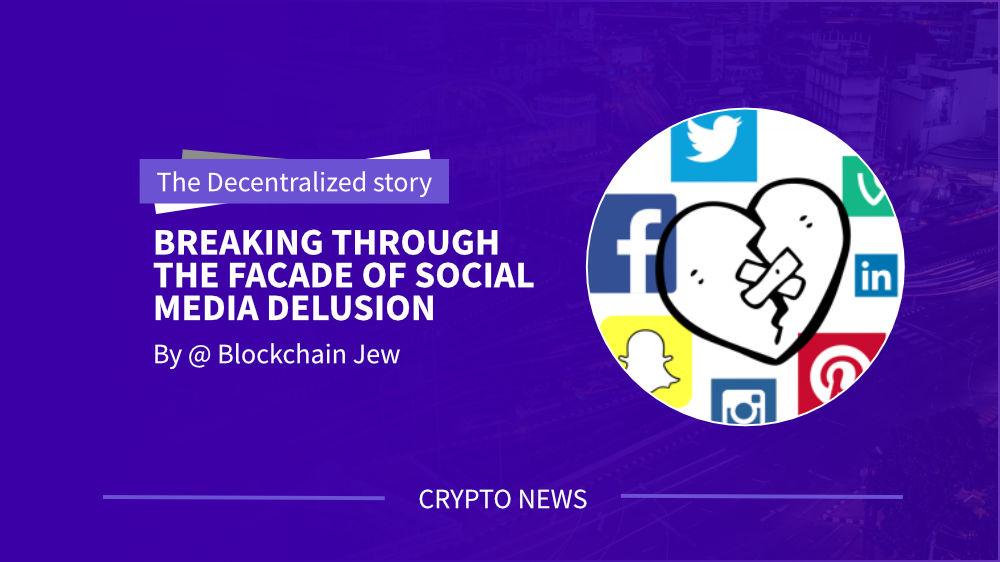 The Decentralized story
BREAKING THROUGH
THE FACADE OF SOCIAL
MEDIA DELUSION
By @ Blockchain Jew
f
in
CRYPTO NEWS